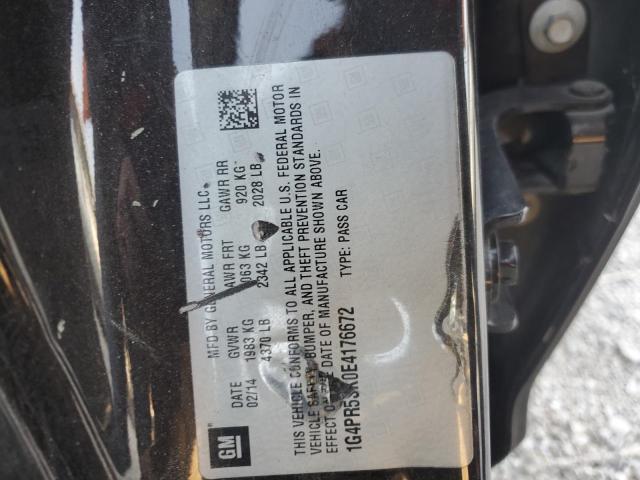 GM
MFD BY GENERAL MOTORS LLC
DATE GVWR GAWR FRT GAWR RR
02/14 1983 KG 1063 KG 920 KG
4370 LB 2342 LB 2028 LB
THIS VEHICLE CONFORMS TO ALL APPLICABLE U.S. FEDERAL MOTOR
VEHICLE SAFETY, BUMPER, AND THEFT PREVENTION STANDARDS IN
EFFECT ON THE DATE OF MANUFACTURE SHOWN ABOVE.
1G4PR5SK0E4176672 TYPE: PASS CAR